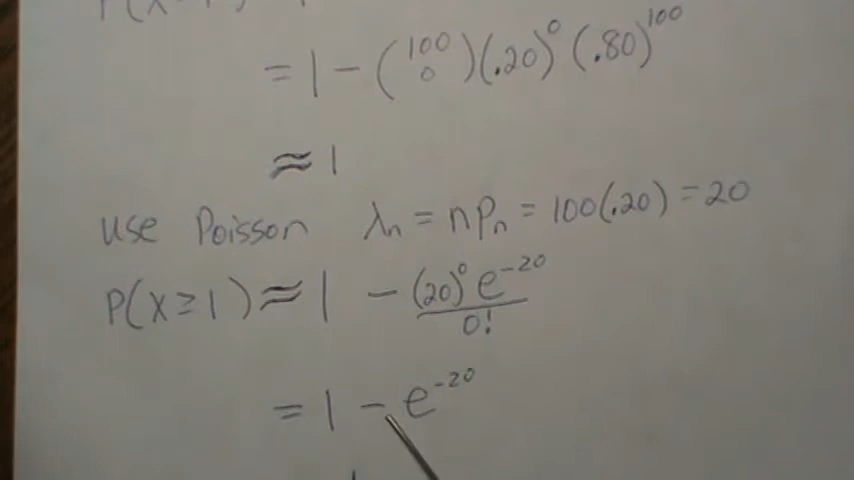 P(X
= 1 - (100 0)(.20)^0 (.80)^100
≈ 1
use Poisson λn = npn = 100(.20) = 20
P(X ≥ 1) ≈ 1 - (20)^0 e^-20 / 0!
= 1 - e^-20